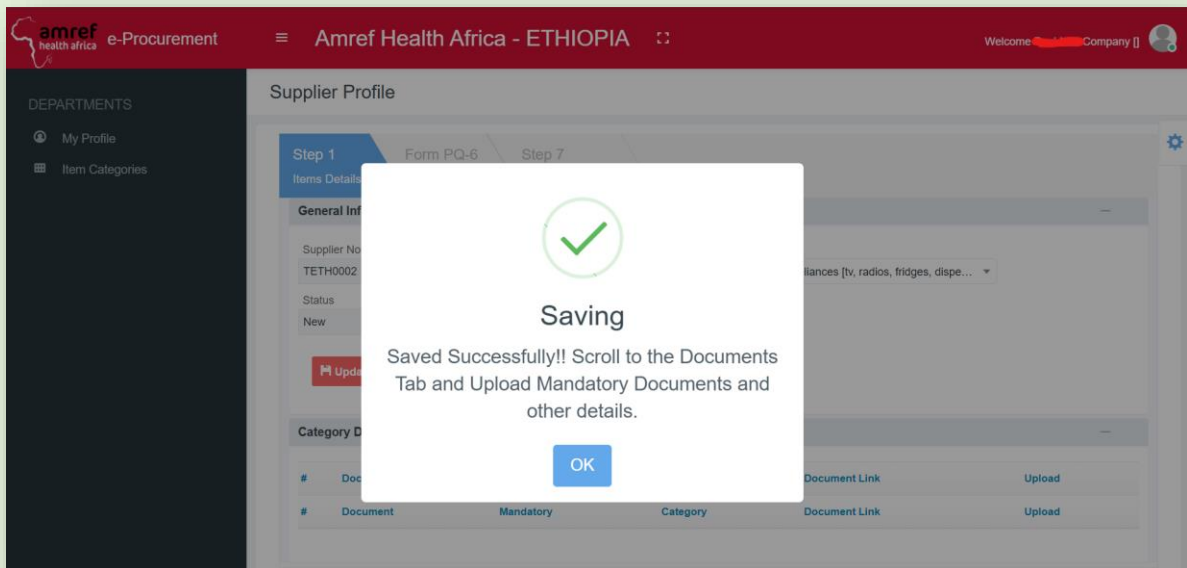 amref
health africa
e-Procurement
Amref Health Africa - ETHIOPIA
Welcome
Company []
DEPARTMENTS
My Profile
Item Categories
Supplier Profile
Step 1
Items Details
Form PQ-6
Step 7
General Inf
Supplier No
TETH0002
liances [tv, radios, fridges, dispe...
Status
New
Upda
Saving
Saved Successfully!! Scroll to the Documents
Tab and Upload Mandatory Documents and
other details.
OK
Category D
# Doc Document Link Upload
# Document Mandatory Category Document Link Upload